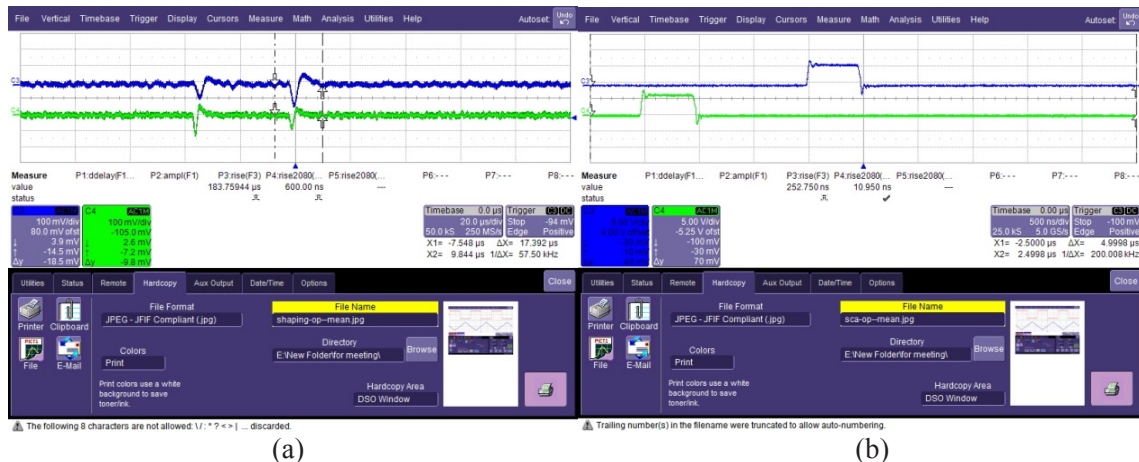 File Vertical Timebase Trigger Display Cursors Measure Math Analysis Utilities Help Autoset Undo
C3
C4
Measure P1:ddelay(F1... P2:ampl(F1) P3:rise(F3) P4:rise2080(... P5:rise2080(... P6:- - - P7:- - - P8:- - -
value 183.75944 µs 600.00 ns ---
status
C4 AC1M
100 mV/div 100 mV/div
80.0 mV ofst -105.0 mV
↓ 3.9 mV ↓ 2.6 mV
↑ -14.5 mV ↑ -7.2 mV
Δy -18.5 mV Δy -9.8 mV
Timebase 0.0 µs Trigger C3 DC
20.0 µs/div Stop -94 mV
50.0 kS 250 MS/s Edge Positive
X1= -7.548 µs ΔX= 17.392 µs
X2= 9.844 µs 1/ΔX= 57.50 kHz
Utilities Status Remote Hardcopy Aux Output Date/Time Options Close
Printer Clipboard
File E-Mail
File Format
JPEG - JFIF Compliant (.jpg)
Colors
Print
Print colors use a white
background to save
toner/ink.
File Name
shaping-op--mean.jpg
Directory
E:\New Folder\for meeting\ Browse
Hardcopy Area
DSO Window
The following 8 characters are not allowed: \ / : * ? < > | ... discarded.
(a)
File Vertical Timebase Trigger Display Cursors Measure Math Analysis Utilities Help Autoset Undo
C3
Measure P1:ddelay(F1... P2:ampl(F1) P3:rise(F3) P4:rise2080(... P5:rise2080(... P6:- - - P7:- - - P8:- - -
value 252.750 ns 10.950 ns ---
status
C4 AC1M
5.00 V/div
-5.25 V ofst
↓ -100 mV
↑ -30 mV
Δy 70 mV
Timebase 0.00 µs Trigger C3 DC
500 ns/div Stop -100 mV
25.0 kS 5.0 GS/s Edge Positive
X1= -2.5000 µs ΔX= 4.9998 µs
X2= 2.4998 µs 1/ΔX= 200.008 kHz
Utilities Status Remote Hardcopy Aux Output Date/Time Options Close
Printer Clipboard
File E-Mail
File Format
JPEG - JFIF Compliant (.jpg)
Colors
Print
Print colors use a white
background to save
toner/ink.
File Name
sca-op--mean.jpg
Directory
E:\New Folder\for meeting\ Browse
Hardcopy Area
DSO Window
Trailing number(s) in the filename were truncated to allow auto-numbering.
(b)